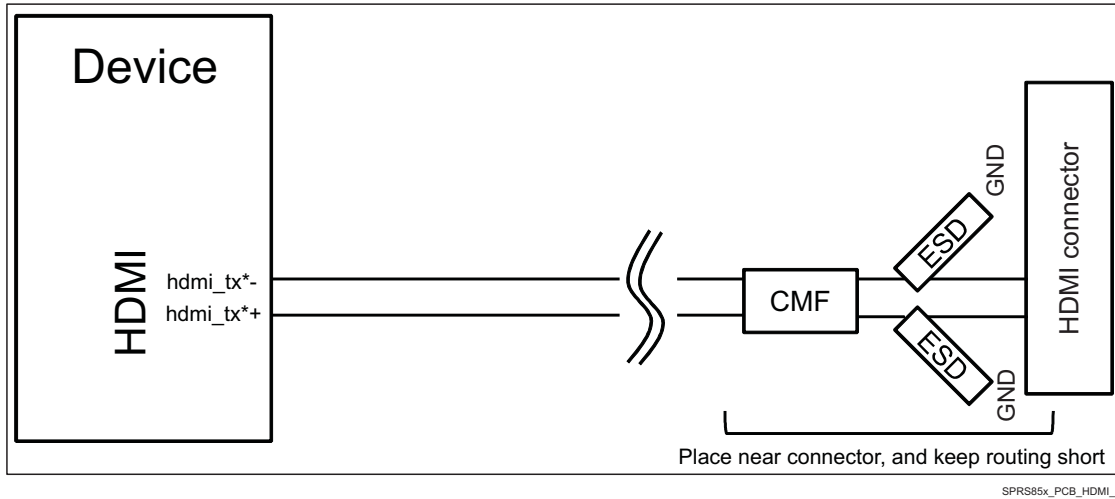 Device
HDMI
hdmi_tx*-
hdmi_tx*+
CMF
ESD
GND
ESD
GND
HDMI connector
Place near connector, and keep routing short
SPRS85x_PCB_HDMI_